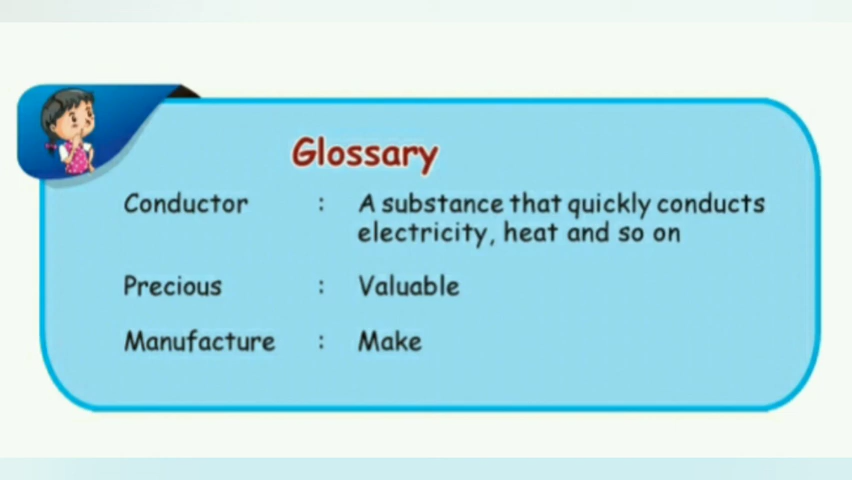 Glossary
Conductor : A substance that quickly conducts
electricity, heat and so on
Precious : Valuable
Manufacture : Make